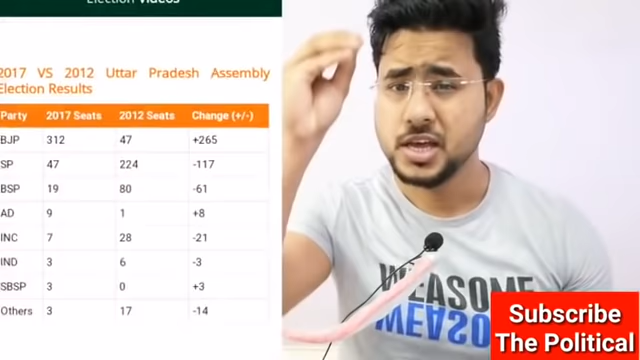 Election Videos
2017 VS 2012 Uttar Pradesh Assembly
Election Results
Party 2017 Seats 2012 Seats Change (+/-)
BJP 312 47 +265
SP 47 224 -117
BSP 19 80 -61
AD 9 1 +8
INC 7 28 -21
IND 3 6 -3
SBSP 3 0 +3
Others 3 17 -14
WEASOME
WEASO
Subscribe
The Political